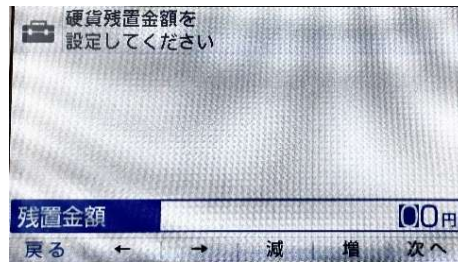 硬貨残置金額を
設定してください
残置金額 00円
戻る ← → 減 増 次へ